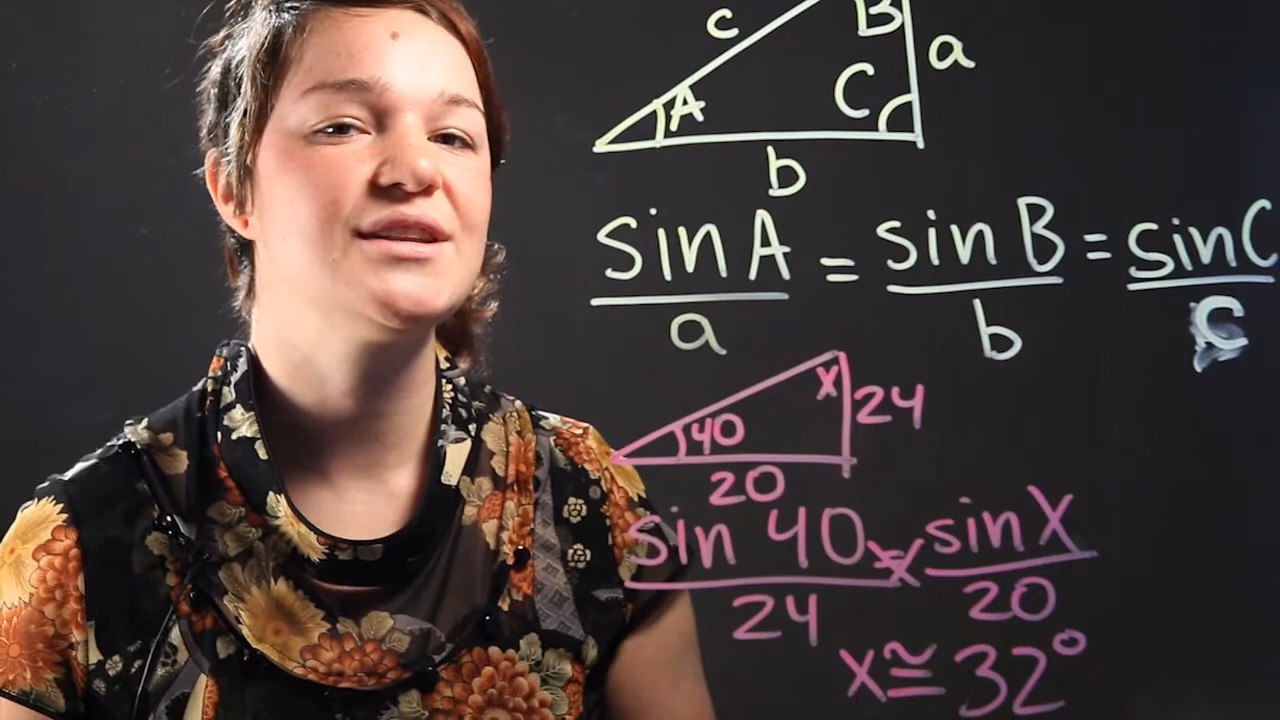 c B a
A C
b
sin A / a = sin B / b = sin C / c
x 24
40
20
sin 40 / 24 = sin X / 20
x ≅ 32°